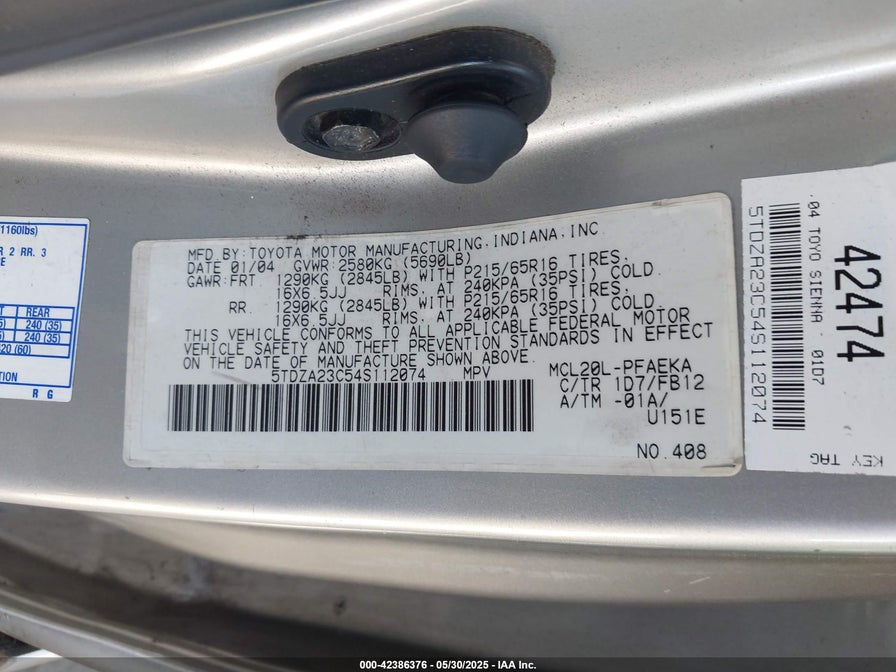 1160lbs)
R 2 RR. 3
E
REAR
5) 240 (35)
5) 240 (35)
20 (60)
TION
R G
MFD.BY:TOYOTA MOTOR MANUFACTURING,INDIANA,INC.
DATE 01/04 GVWR:2580KG (5690LB)
GAWR:FRT 1290KG (2845LB) WITH P215/65R16 TIRES,
16X6.5JJ RIMS, AT 240KPA (35PSI) COLD.
RR 1290KG (2845LB) WITH P215/65R16 TIRES,
16X6.5JJ RIMS, AT 240KPA (35PSI) COLD.
THIS VEHICLE CONFORMS TO ALL APPLICABLE FEDERAL MOTOR
VEHICLE SAFETY AND THEFT PREVENTION STANDARDS IN EFFECT
ON THE DATE OF MANUFACTURE SHOWN ABOVE.
5TDZA23C54S112074 MPV
MCL20L-PFAEKA
C/TR 1D7/FB12
A/TM -01A/
U151E
NO.408
42474
04 TOYO SIENNA 01D7
5TDZA23C54S112074
KEY TAG
000-42386376 - 05/30/2025 - IAA Inc.